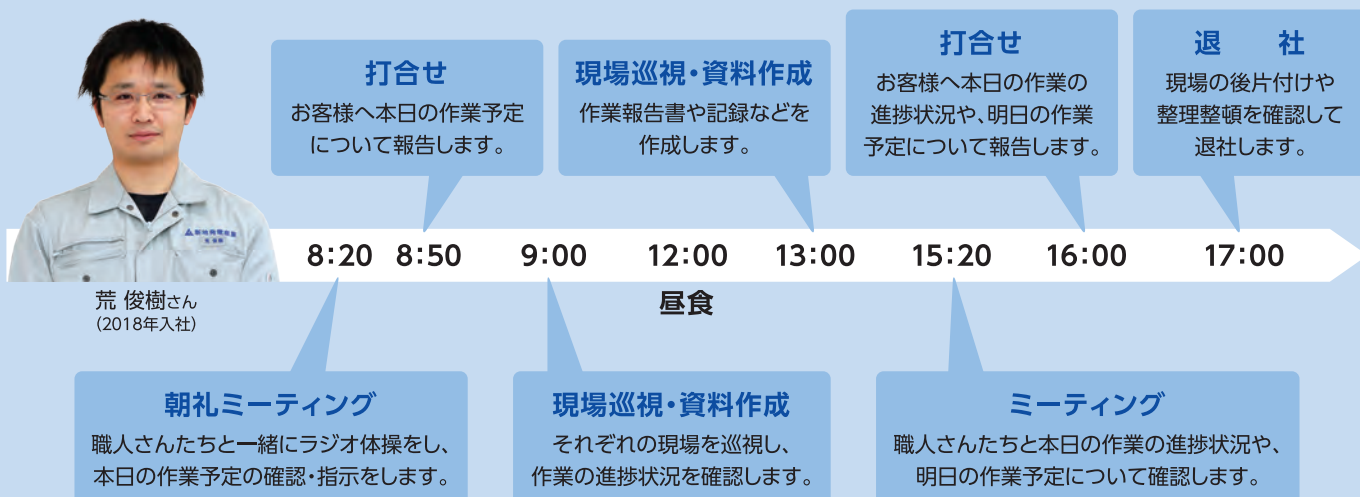 打合せ
お客様へ本日の作業予定
について報告します。
現場巡視・資料作成
作業報告書や記録などを
作成します。
打合せ
お客様へ本日の作業の
進捗状況や、明日の作業
予定について報告します。
退　社
現場の後片付けや
整理整頓を確認して
退社します。
8:20 8:50 9:00 12:00 13:00 15:20 16:00 17:00
昼食
荒 俊樹さん
（2018年入社）
朝礼ミーティング
職人さんたちと一緒にラジオ体操をし、
本日の作業予定の確認・指示をします。
現場巡視・資料作成
それぞれの現場を巡視し、
作業の進捗状況を確認します。
ミーティング
職人さんたちと本日の作業の進捗状況や、
明日の作業予定について確認します。